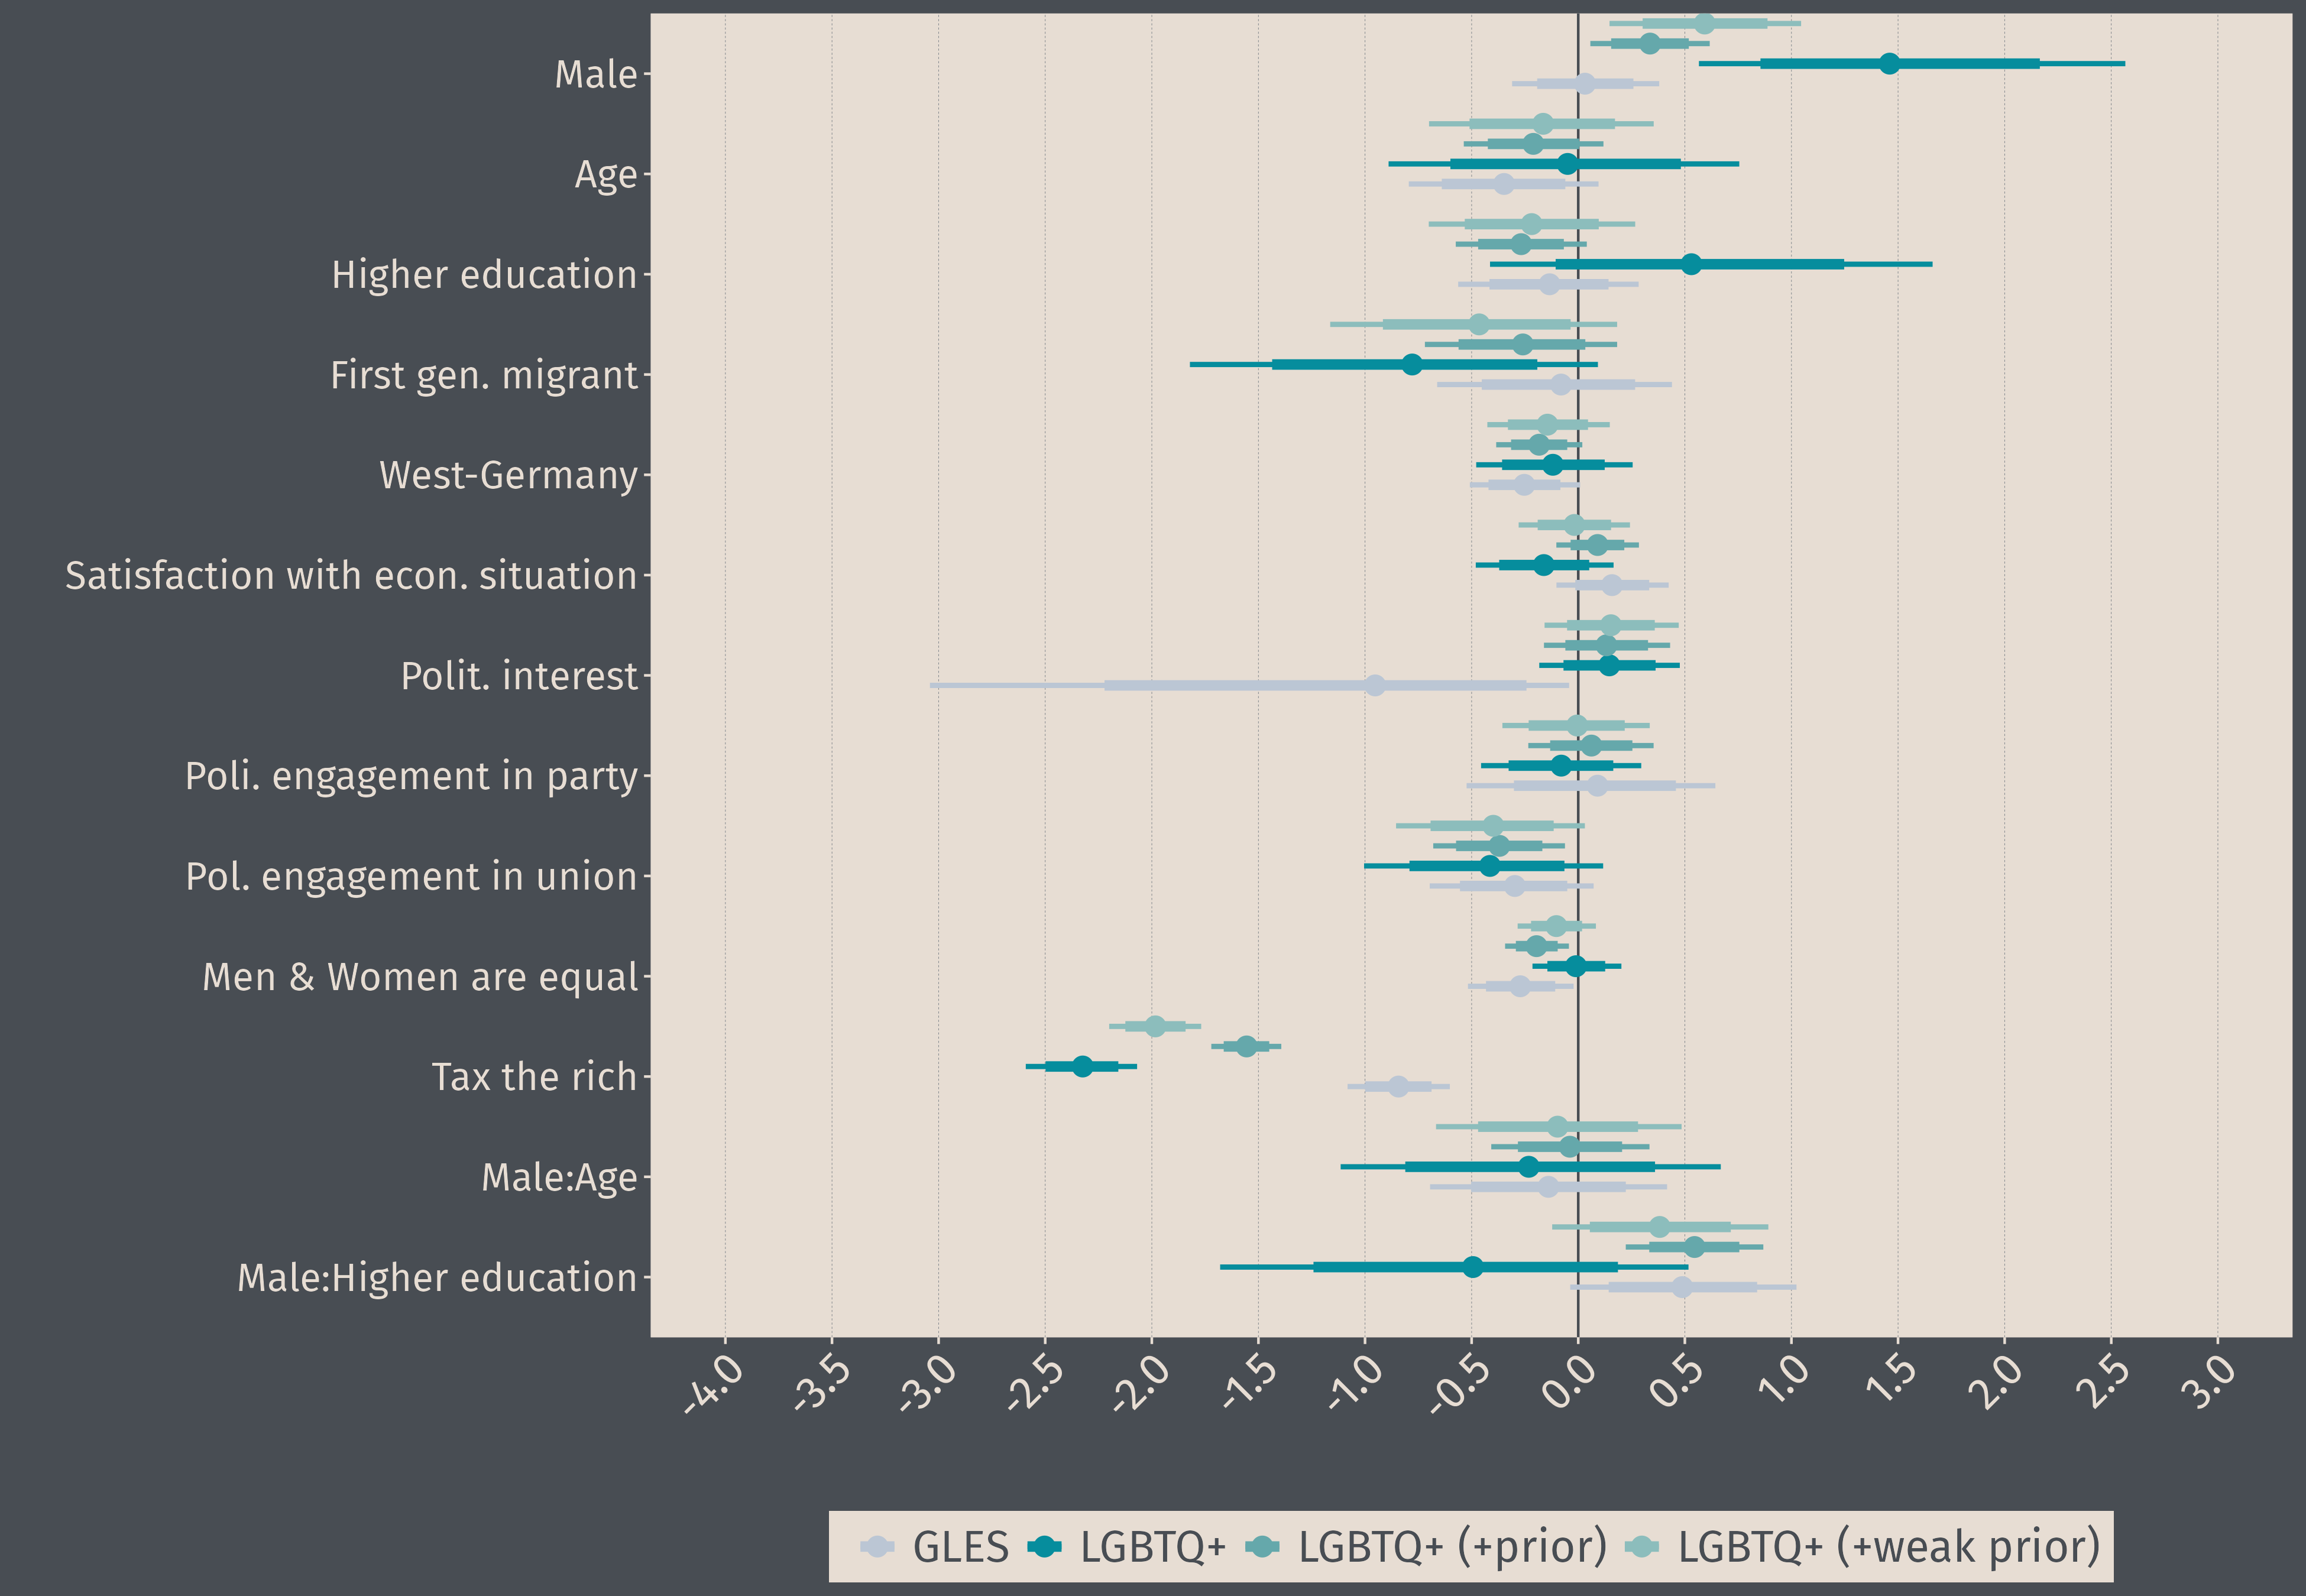 Male
Age
Higher education
First gen. migrant
West-Germany
Satisfaction with econ. situation
Polit. interest
Poli. engagement in party
Pol. engagement in union
Men & Women are equal
Tax the rich
Male:Age
Male:Higher education
-4.0 -3.5 -3.0 -2.5 -2.0 -1.5 -1.0 -0.5 0.0 0.5 1.0 1.5 2.0 2.5 3.0
GLES LGBTQ+ LGBTQ+ (+prior) LGBTQ+ (+weak prior)